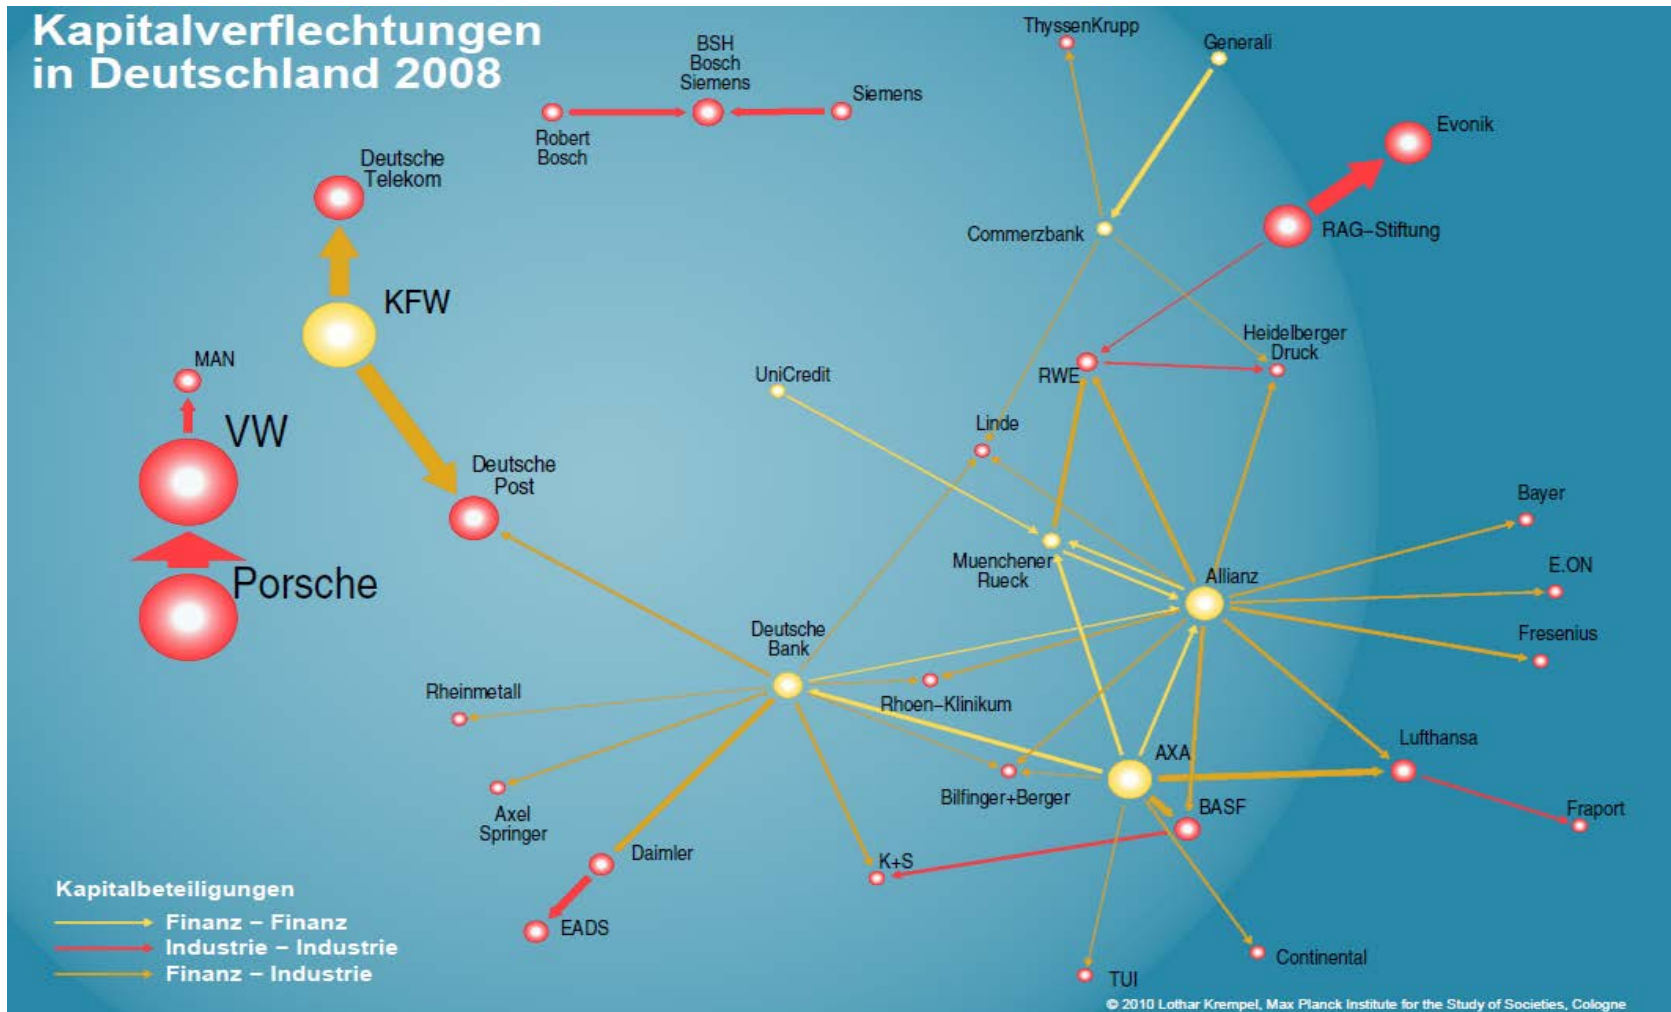 Kapitalverflechtungen
in Deutschland 2008
BSH
Bosch
Siemens
Robert
Bosch
Siemens
ThyssenKrupp
Generali
Evonik
Deutsche
Telekom
Commerzbank
RAG–Stiftung
KFW
MAN
UniCredit
RWE
Heidelberger
Druck
VW
Linde
Deutsche
Post
Bayer
Muenchener
Rueck
Allianz
E.ON
Porsche
Deutsche
Bank
Fresenius
Rheinmetall
Rhoen–Klinikum
Lufthansa
AXA
Axel
Springer
Bilfinger+Berger
BASF
Fraport
Daimler
K+S
EADS
Continental
TUI
Kapitalbeteiligungen
Finanz – Finanz
Industrie – Industrie
Finanz – Industrie
© 2010 Lothar Krempel, Max Planck Institute for the Study of Societies, Cologne